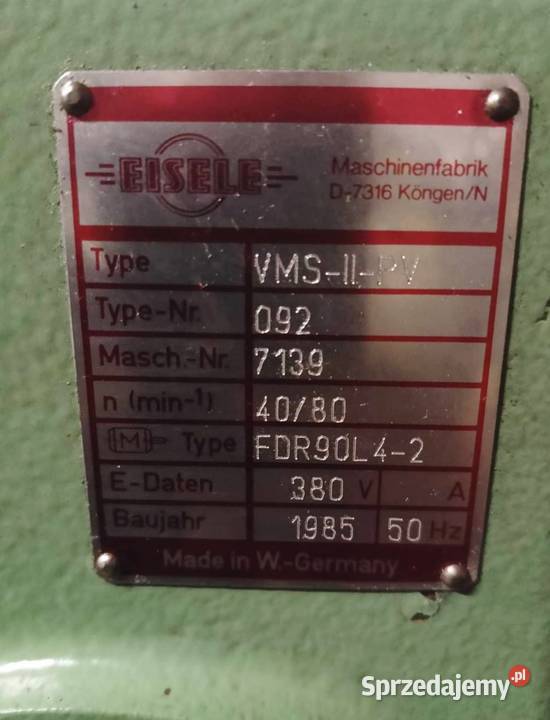 EISELE
Maschinenfabrik
D-7316 Köngen/N
Type VMS-II-PV
Type-Nr. 092
Masch.-Nr. 7139
n (min-1) 40/80
M Type FDR90L4-2
E-Daten 380 V A
Baujahr 1985 50 Hz
Made in W.-Germany
Sprzedajemy.pl